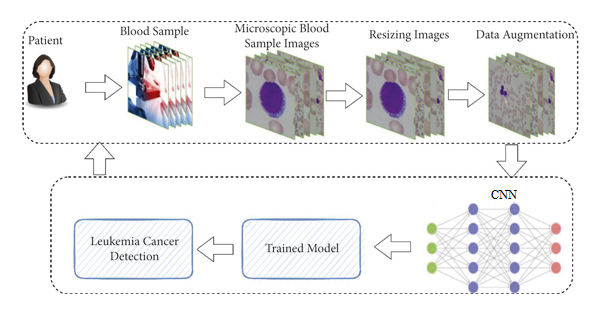 Patient
Blood Sample
Microscopic Blood
Sample Images
Resizing Images
Data Augmentation
CNN
Leukemia Cancer
Detection
Trained Model